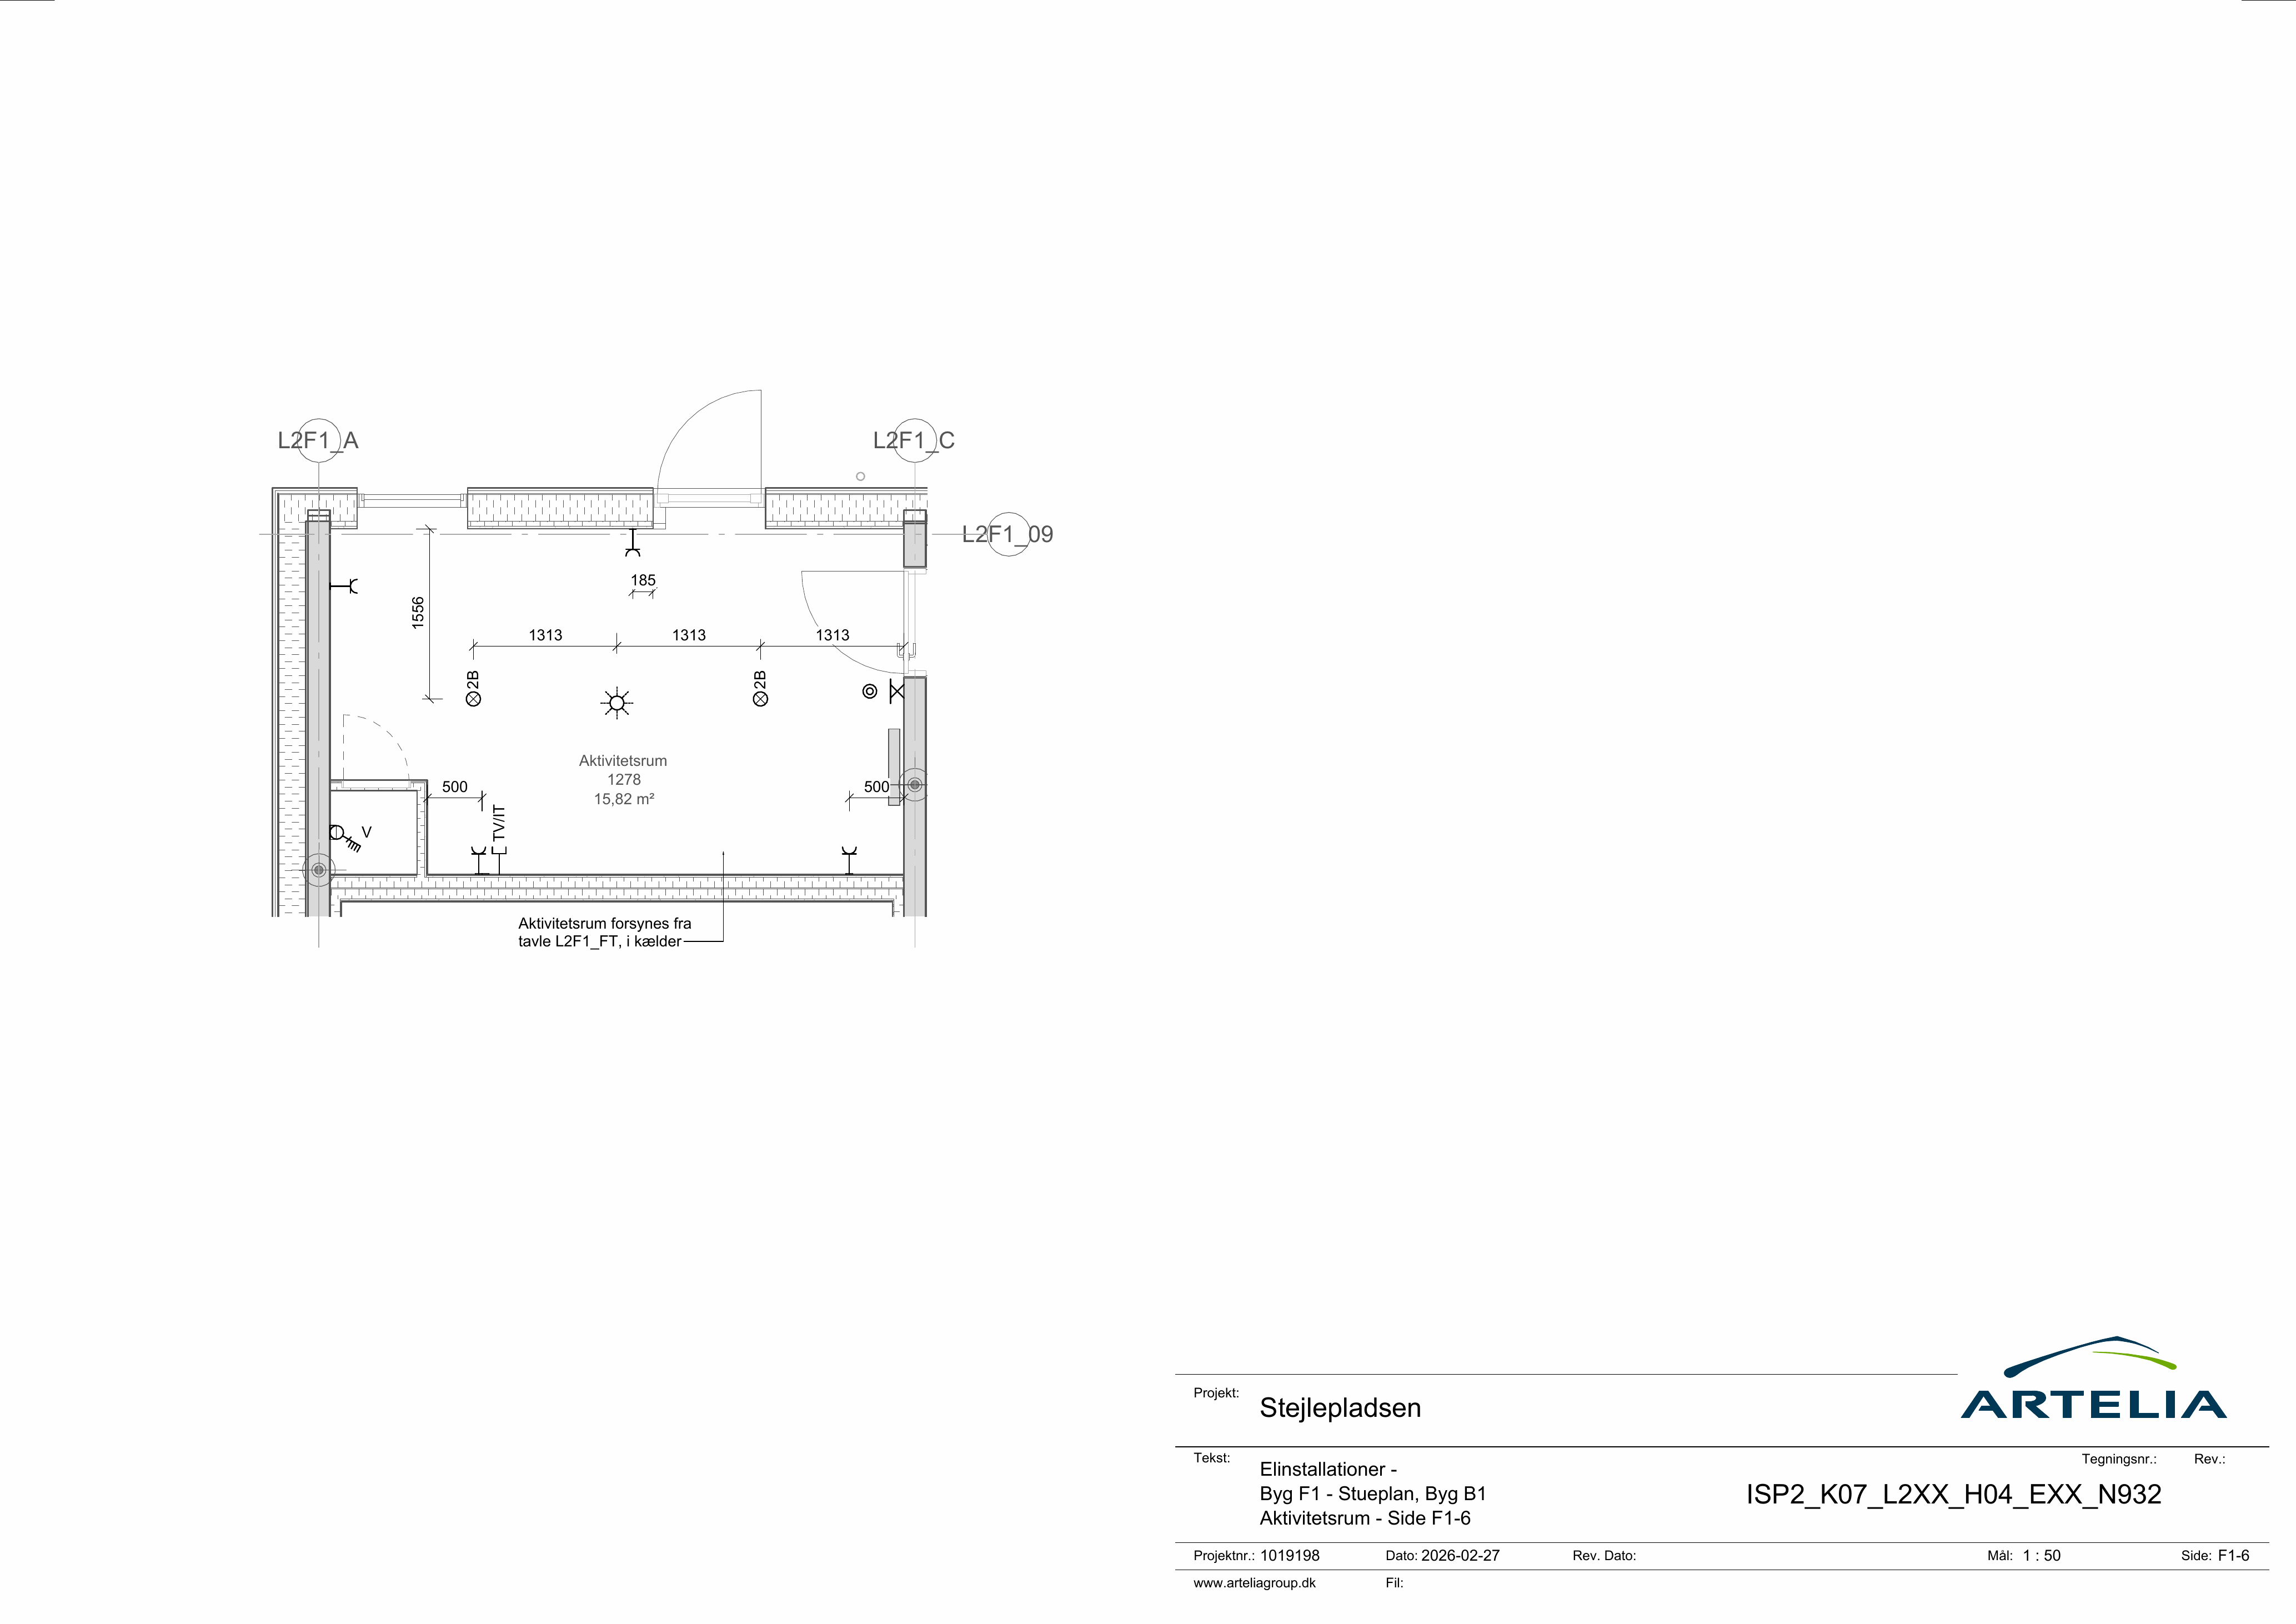 L2F1_A
L2F1_C
L2F1_09
185
1556
1313
1313
1313
2B
2B
Aktivitetsrum
1278
15,82 m²
500
500
TV/IT
V
Aktivitetsrum forsynes fra
tavle L2F1_FT, i kælder
ARTELIA
Projekt:
Stejlepladsen
Tekst:
Elinstallationer -
Byg F1 - Stueplan, Byg B1
Aktivitetsrum - Side F1-6
Tegningsnr.:
Rev.:
ISP2_K07_L2XX_H04_EXX_N932
Projektnr.: 1019198
Dato: 2026-02-27
Rev. Dato:
Mål: 1 : 50
Side: F1-6
www.arteliagroup.dk
Fil: